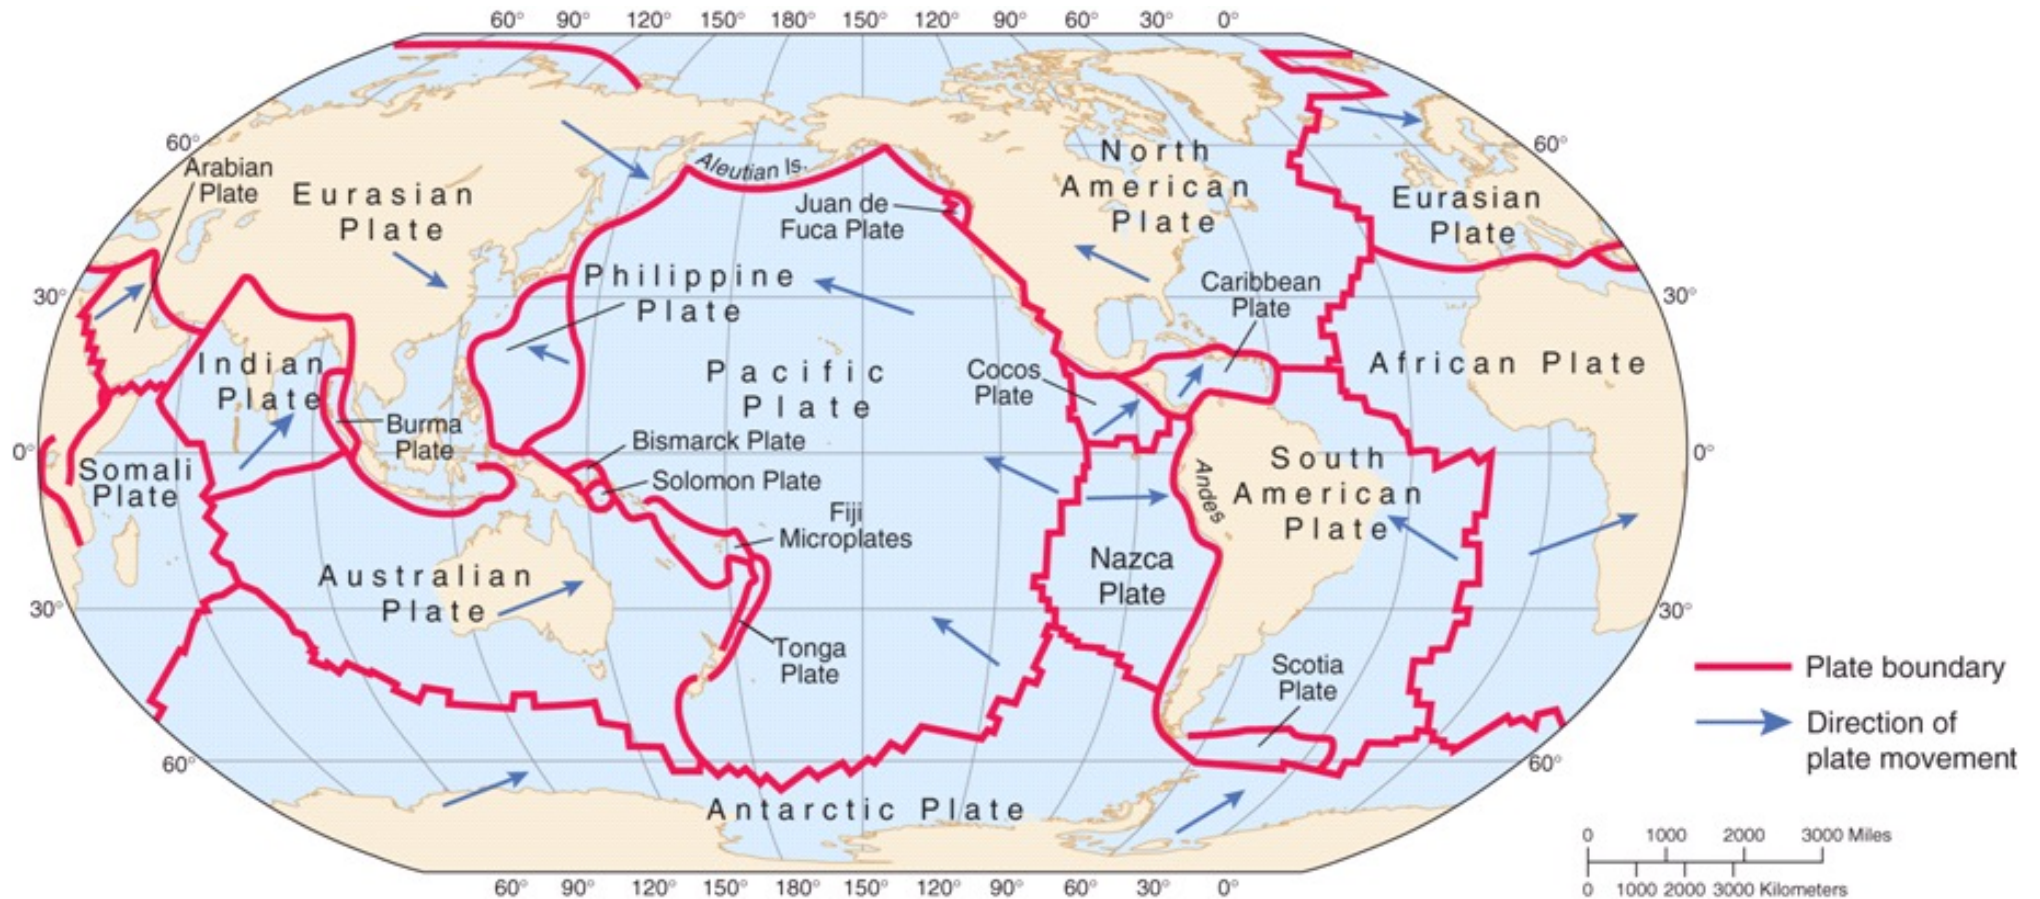 60° 90° 120° 150° 180° 150° 120° 90° 60° 30° 0°
60°
60°
Arabian
Plate
Eurasian
Plate
Aleutian Is.
North
American
Plate
Juan de
Fuca Plate
Eurasian
Plate
Philippine
Plate
Caribbean
Plate
30°
30°
Indian
Plate
Pacific
Plate
Cocos
Plate
African Plate
Burma
Plate
Bismarck Plate
0°
0°
Somali
Plate
Solomon Plate
Andes
South
American
Plate
Fiji
Microplates
Australian
Plate
Nazca
Plate
30°
30°
Tonga
Plate
Scotia
Plate
Plate boundary
Direction of
plate movement
60°
60°
Antarctic Plate
0 1000 2000 3000 Miles
0 1000 2000 3000 Kilometers
60° 90° 120° 150° 180° 150° 120° 90° 60° 30° 0°